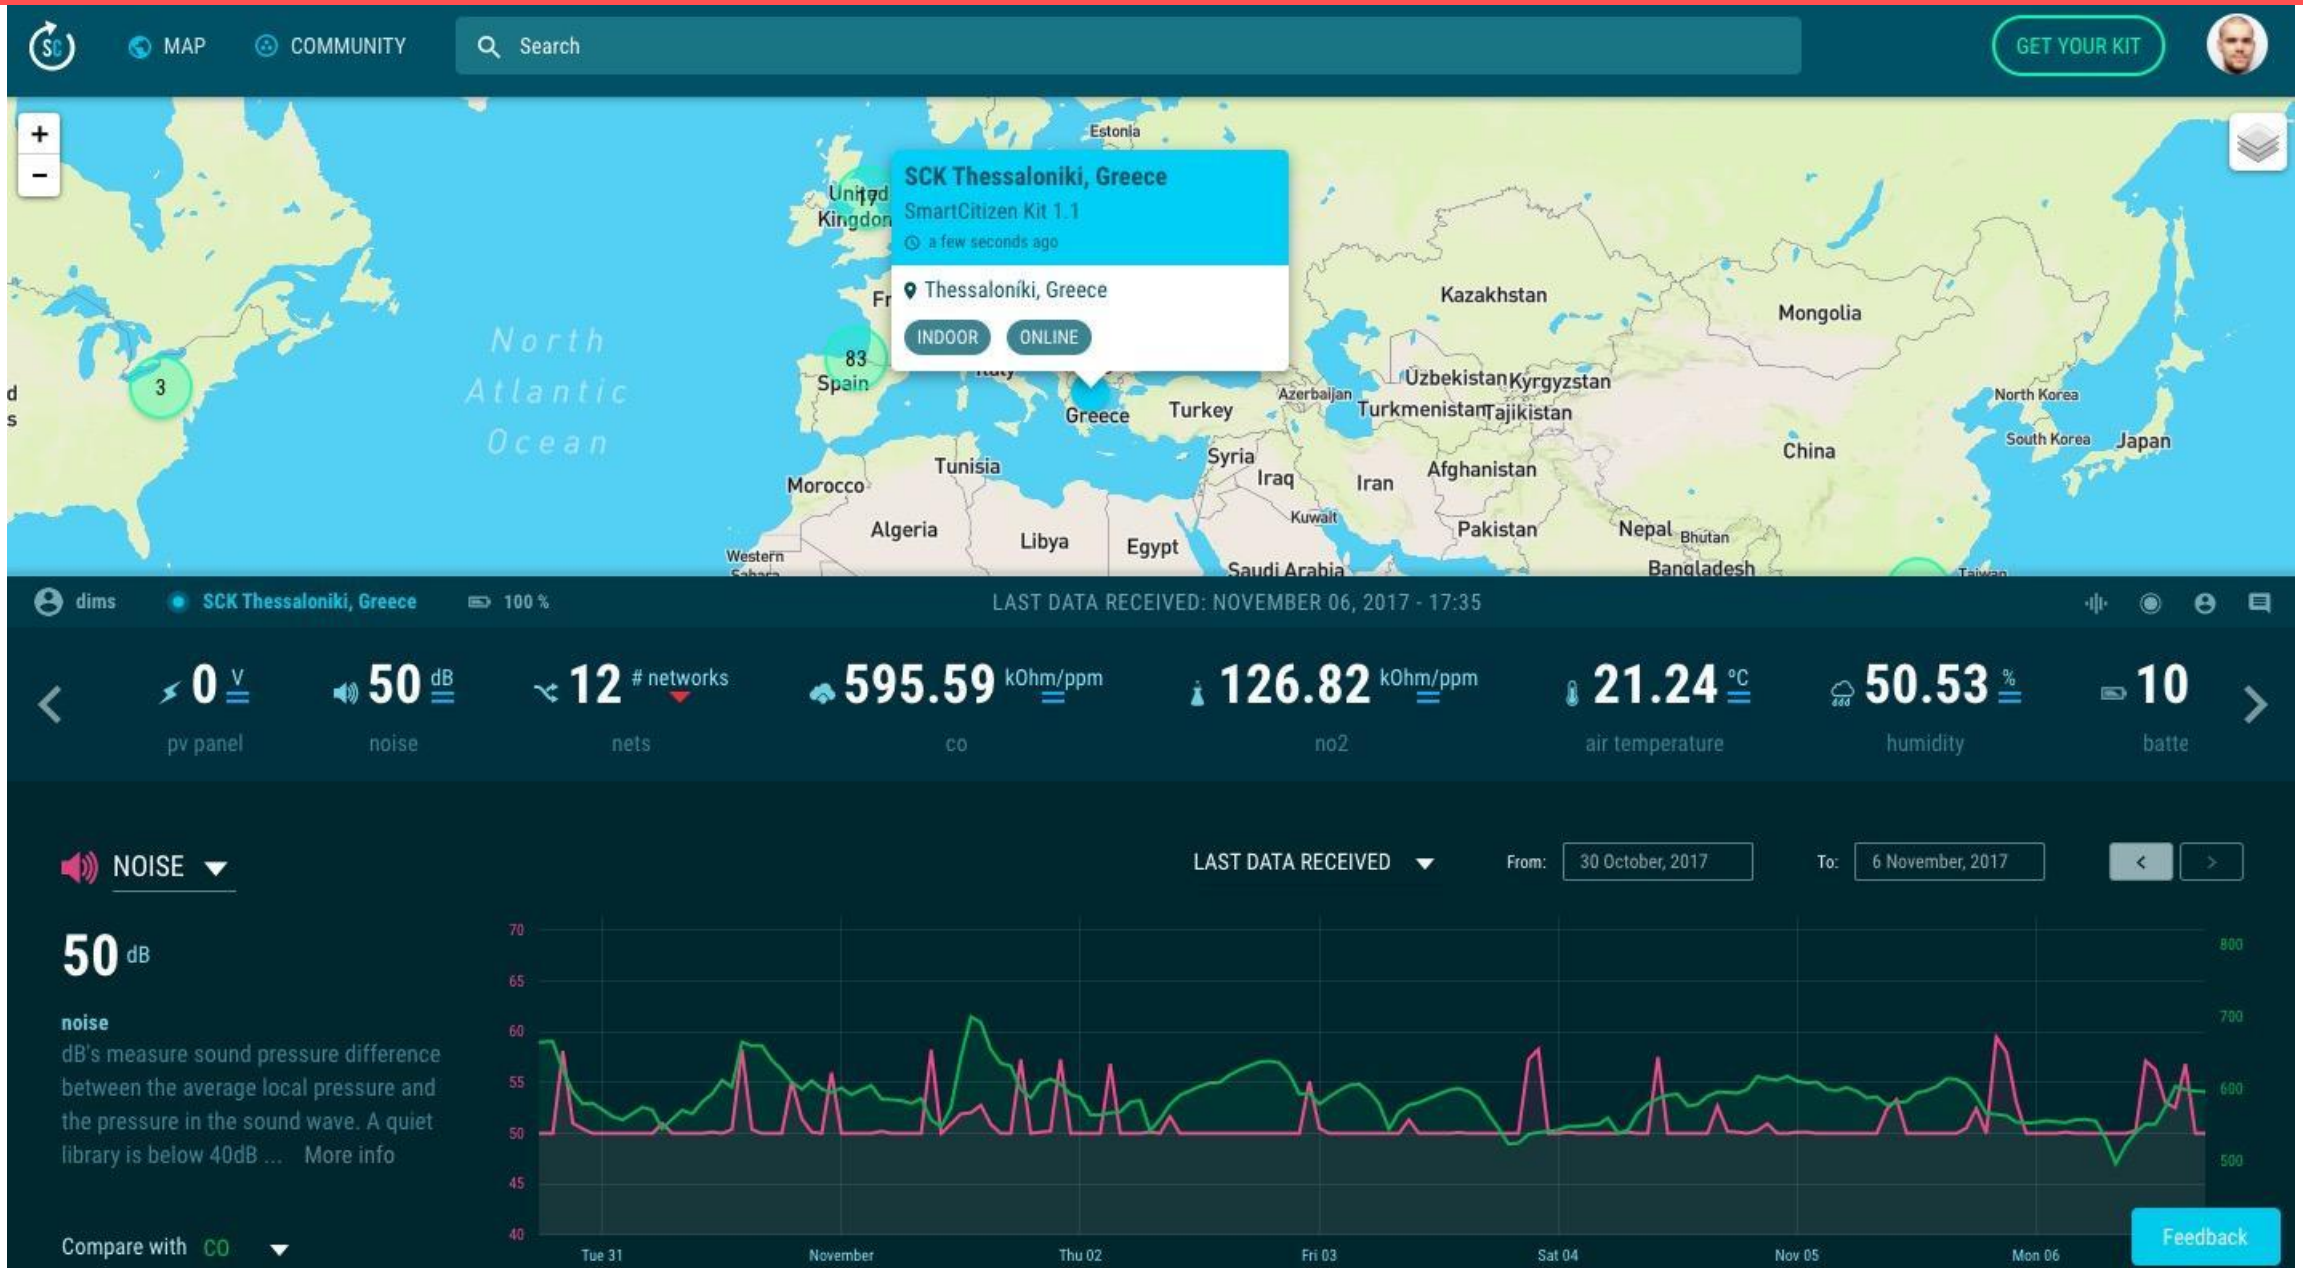 SC
MAP
COMMUNITY
Search
GET YOUR KIT
+
−
Estonia
SCK Thessaloniki, Greece
SmartCitizen Kit 1.1
a few seconds ago
Thessaloníki, Greece
INDOOR
ONLINE
United
17
Kingdom
Fr
83
Spain
Italy
3
d
s
North
Atlantic
Ocean
Kazakhstan
Mongolia
Uzbekistan
Kyrgyzstan
Azerbaijan
Turkmenistan
Tajikistan
North Korea
South Korea
Japan
Greece
Turkey
China
Syria
Iraq
Iran
Afghanistan
Tunisia
Morocco
Kuwait
Pakistan
Nepal
Bhutan
Algeria
Libya
Egypt
Western
Sahara
Saudi Arabia
Bangladesh
Taiwan
dims
SCK Thessaloniki, Greece
100 %
LAST DATA RECEIVED: NOVEMBER 06, 2017 - 17:35
0 V
pv panel
50 dB
noise
12 # networks
nets
595.59 kOhm/ppm
co
126.82 kOhm/ppm
no2
21.24 °C
air temperature
50.53 %
humidity
10
batte
NOISE
LAST DATA RECEIVED
From: 30 October, 2017
To: 6 November, 2017
<
>
50 dB
noise
dB's measure sound pressure difference
between the average local pressure and
the pressure in the sound wave. A quiet
library is below 40dB ... More info
Compare with CO
70
65
60
55
50
45
40
800
700
600
500
Tue 31
November
Thu 02
Fri 03
Sat 04
Nov 05
Mon 06
Feedback